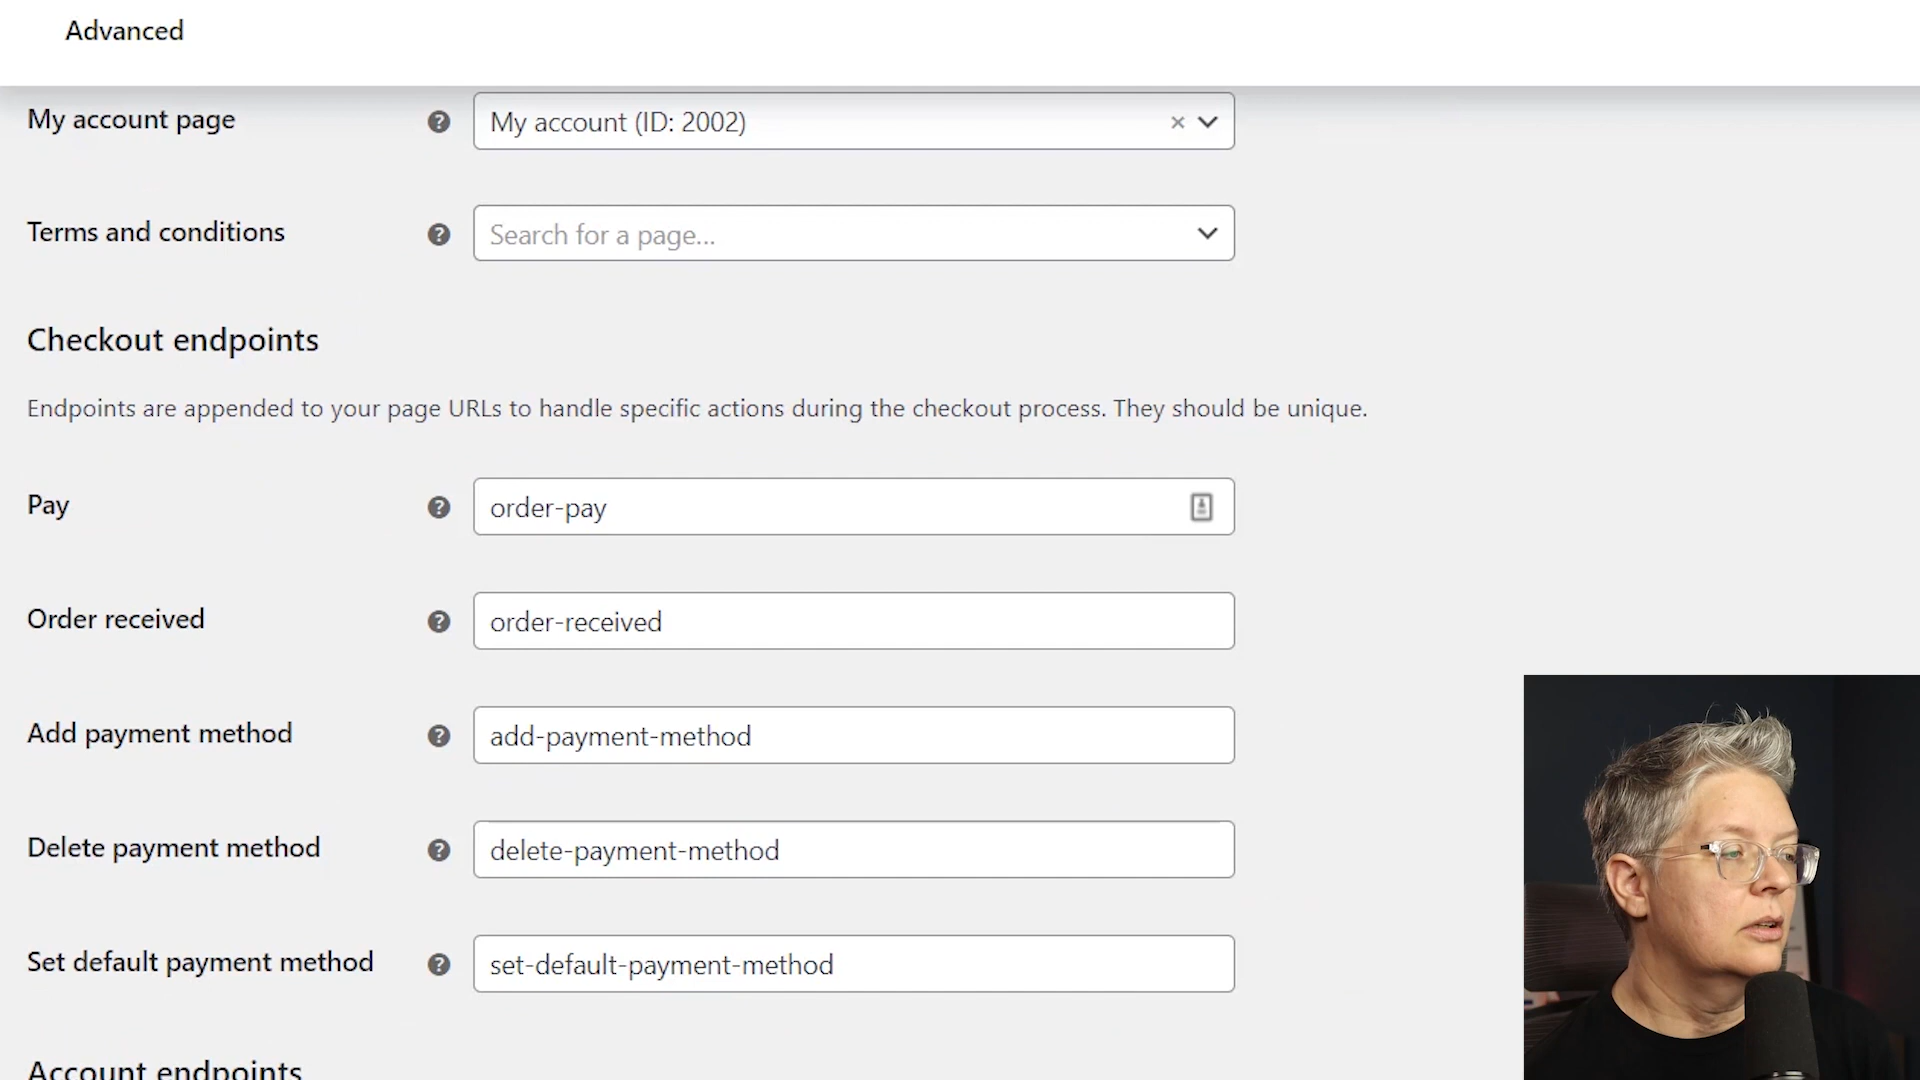 Advanced
My account page
My account (ID: 2002)
Terms and conditions
Search for a page...
Checkout endpoints
Endpoints are appended to your page URLs to handle specific actions during the checkout process. They should be unique.
Pay
order-pay
Order received
order-received
Add payment method
add-payment-method
Delete payment method
delete-payment-method
Set default payment method
set-default-payment-method
Account endpoints